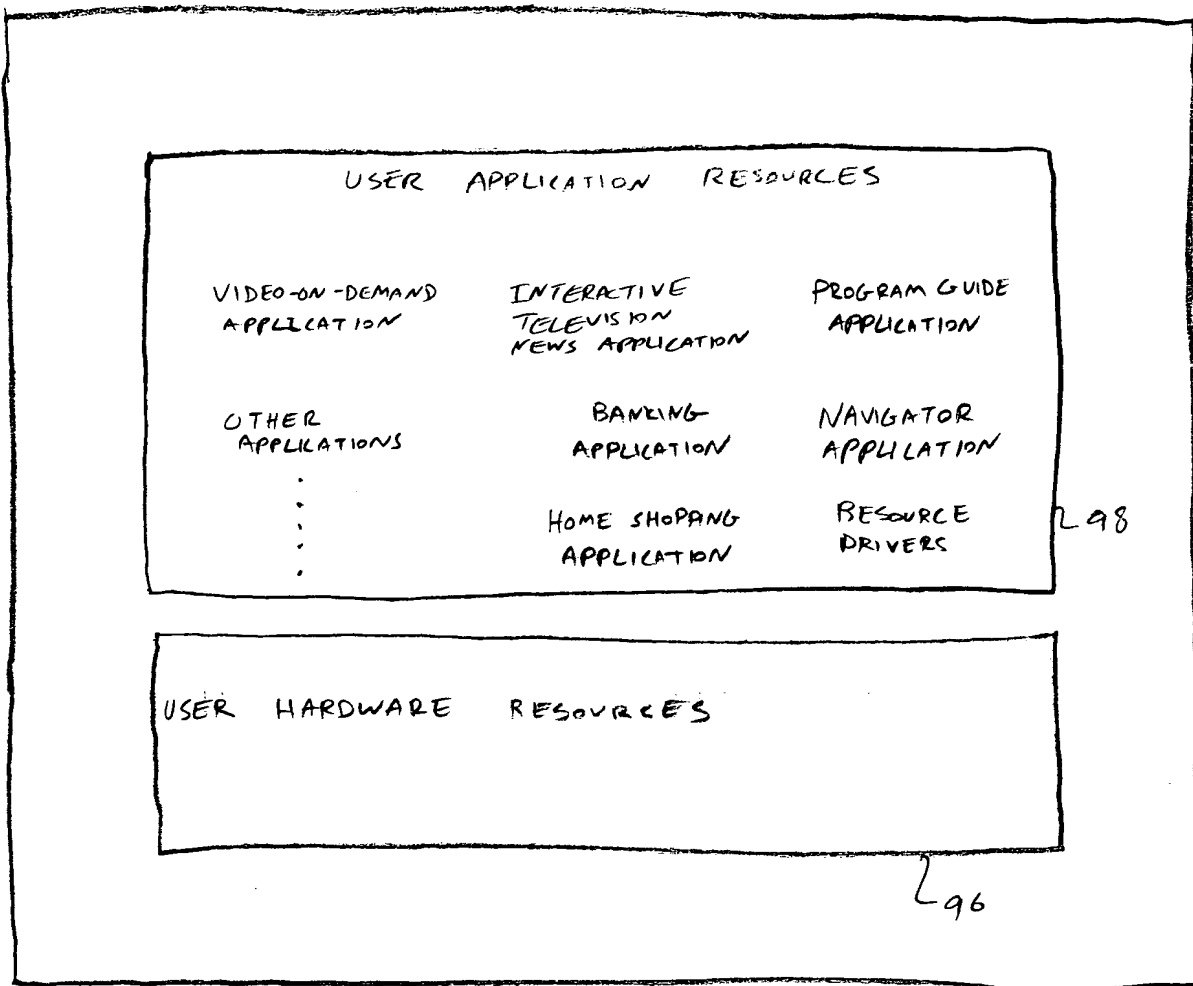 USER APPLICATION RESOURCES
VIDEO-ON-DEMAND
APPLICATION
INTERACTIVE
TELEVISION
NEWS APPLICATION
PROGRAM GUIDE
APPLICATION
OTHER
APPLICATIONS
BANKING
APPLICATION
NAVIGATOR
APPLICATION
HOME SHOPPING
APPLICATION
RESOURCE
DRIVERS
98
USER HARDWARE RESOURCES
96